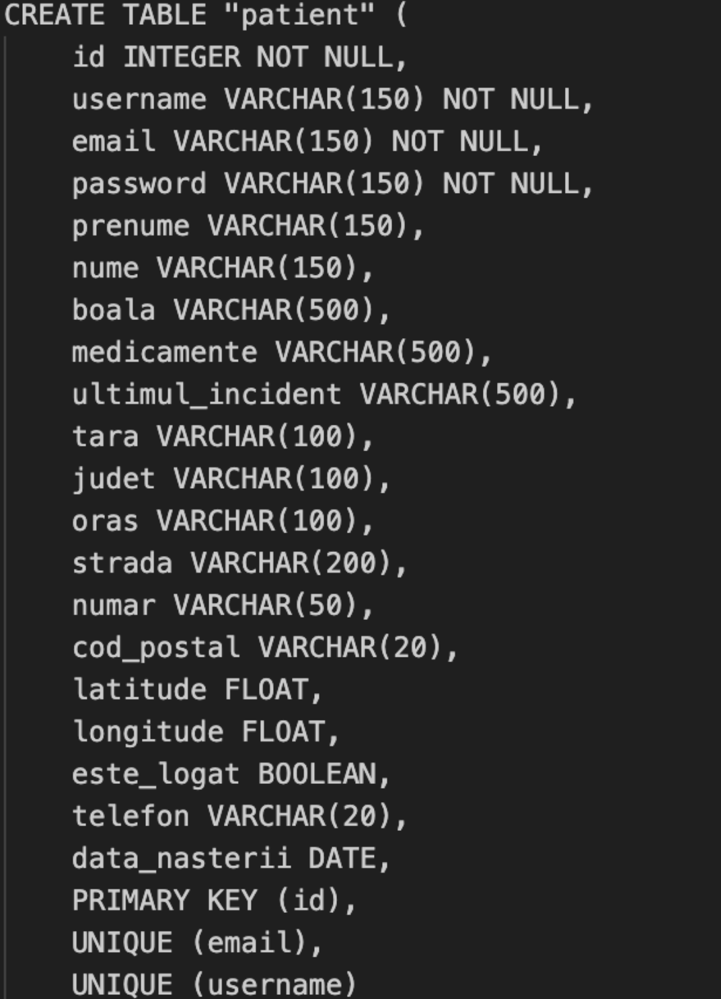 CREATE TABLE "patient" (
id INTEGER NOT NULL,
username VARCHAR(150) NOT NULL,
email VARCHAR(150) NOT NULL,
password VARCHAR(150) NOT NULL,
prenume VARCHAR(150),
nume VARCHAR(150),
boala VARCHAR(500),
medicamente VARCHAR(500),
ultimul_incident VARCHAR(500),
tara VARCHAR(100),
judet VARCHAR(100),
oras VARCHAR(100),
strada VARCHAR(200),
numar VARCHAR(50),
cod_postal VARCHAR(20),
latitude FLOAT,
longitude FLOAT,
este_logat BOOLEAN,
telefon VARCHAR(20),
data_nasterii DATE,
PRIMARY KEY (id),
UNIQUE (email),
UNIQUE (username)